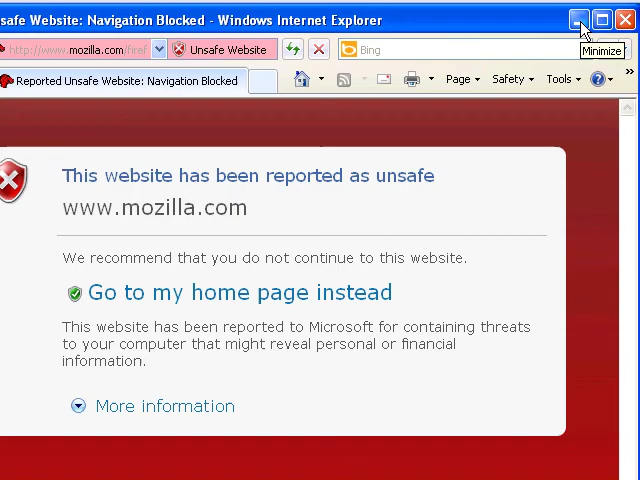 safe Website: Navigation Blocked - Windows Internet Explorer
http://www.mozilla.com/firef
Unsafe Website
Bing
Minimize
Reported Unsafe Website: Navigation Blocked
Page
Safety
Tools
This website has been reported as unsafe
www.mozilla.com
We recommend that you do not continue to this website.
Go to my home page instead
This website has been reported to Microsoft for containing threats
to your computer that might reveal personal or financial
information.
More information